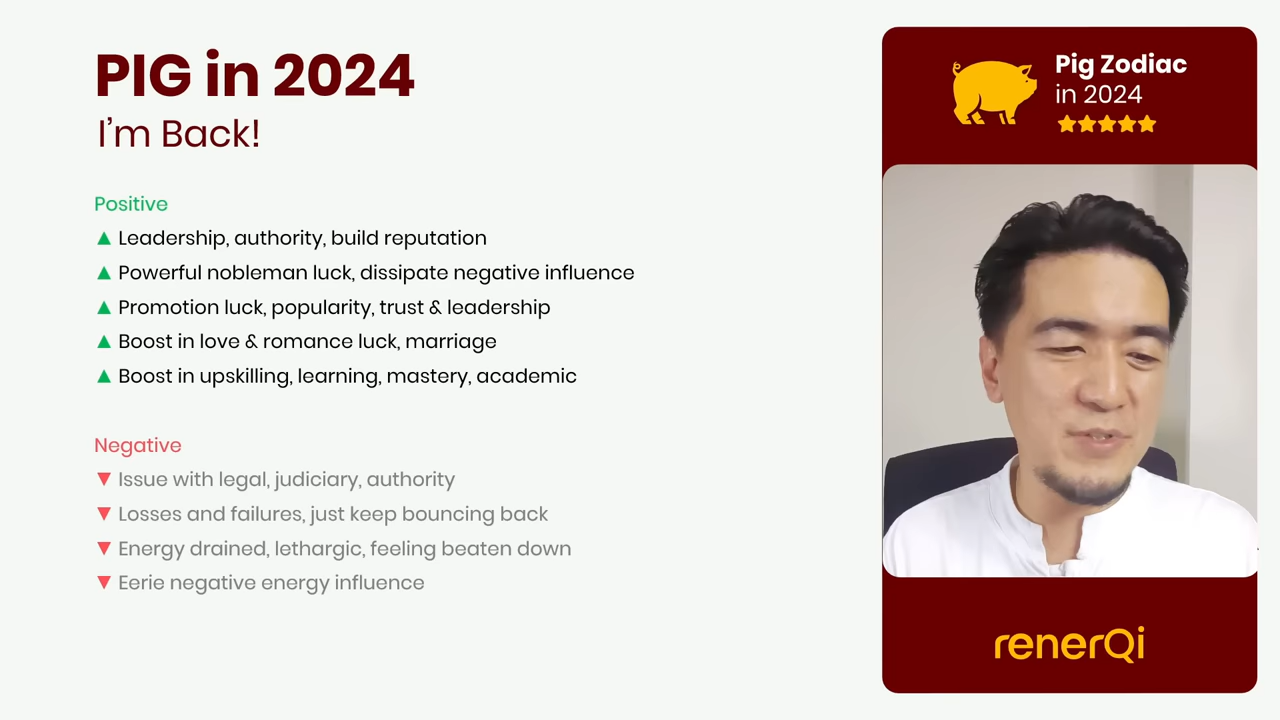 PIG in 2024
I'm Back!
Positive
▲ Leadership, authority, build reputation
▲ Powerful nobleman luck, dissipate negative influence
▲ Promotion luck, popularity, trust & leadership
▲ Boost in love & romance luck, marriage
▲ Boost in upskilling, learning, mastery, academic
Negative
▼ Issue with legal, judiciary, authority
▼ Losses and failures, just keep bouncing back
▼ Energy drained, lethargic, feeling beaten down
▼ Eerie negative energy influence
Pig Zodiac
in 2024
★★★★★
renerQi